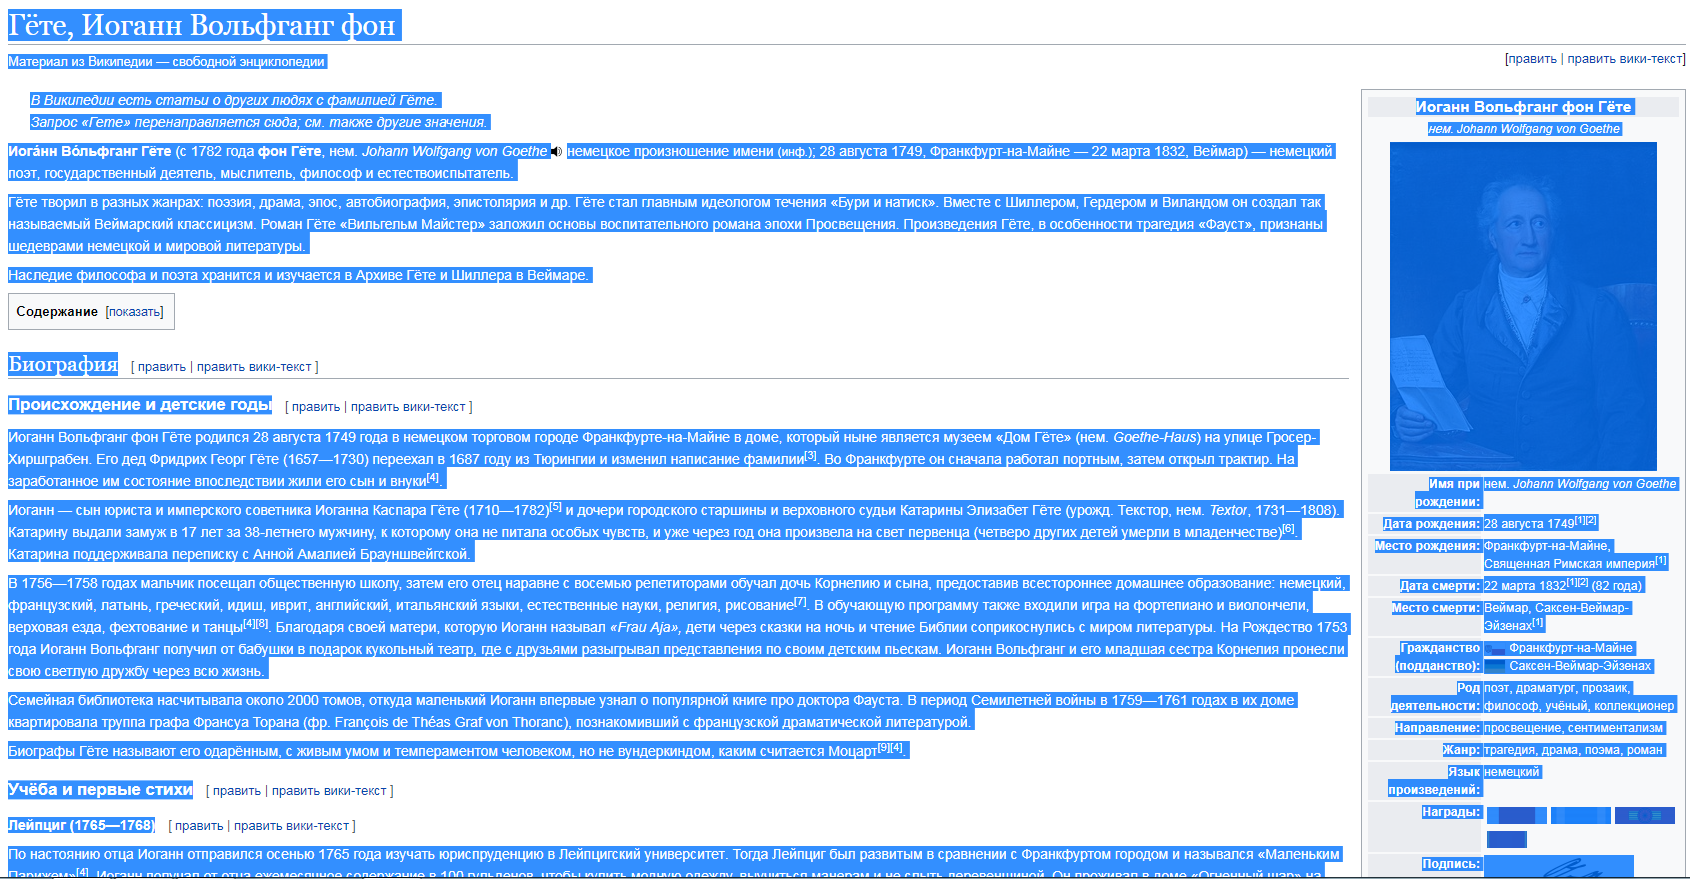 Гёте, Иоганн Вольфганг фон
Материал из Википедии — свободной энциклопедии
[править | править вики-текст]
В Википедии есть статьи о других людях с фамилией Гёте.
Запрос «Гете» перенаправляется сюда; см. также другие значения.
Иога́нн Во́льфганг Гёте (с 1782 года фон Гёте, нем. Johann Wolfgang von Goethe немецкое произношение имени (инф.); 28 августа 1749, Франкфурт-на-Майне — 22 марта 1832, Веймар) — немецкий
поэт, государственный деятель, мыслитель, философ и естествоиспытатель.
Гёте творил в разных жанрах: поэзия, драма, эпос, автобиография, эпистолярия и др. Гёте стал главным идеологом течения «Бури и натиск». Вместе с Шиллером, Гердером и Виландом он создал так
называемый Веймарский классицизм. Роман Гёте «Вильгельм Майстер» заложил основы воспитательного романа эпохи Просвещения. Произведения Гёте, в особенности трагедия «Фауст», признаны
шедеврами немецкой и мировой литературы.
Наследие философа и поэта хранится и изучается в Архиве Гёте и Шиллера в Веймаре.
Содержание [показать]
Биография [ править | править вики-текст ]
Происхождение и детские годы [ править | править вики-текст ]
Иоганн Вольфганг фон Гёте родился 28 августа 1749 года в немецком торговом городе Франкфурте-на-Майне в доме, который ныне является музеем «Дом Гёте» (нем. Goethe-Haus) на улице Гросер-
Хиршграбен. Его дед Фридрих Георг Гёте (1657—1730) переехал в 1687 году из Тюрингии и изменил написание фамилии[3]. Во Франкфурте он сначала работал портным, затем открыл трактир. На
заработанное им состояние впоследствии жили его сын и внуки[4].
Иоганн — сын юриста и имперского советника Иоганна Каспара Гёте (1710—1782)[5] и дочери городского старшины и верховного судьи Катарины Элизабет Гёте (урожд. Текстор, нем. Textor, 1731—1808).
Катарину выдали замуж в 17 лет за 38-летнего мужчину, к которому она не питала особых чувств, и уже через год она произвела на свет первенца (четверо других детей умерли в младенчестве)[6].
Катарина поддерживала переписку с Анной Амалией Брауншвейгской.
В 1756—1758 годах мальчик посещал общественную школу, затем его отец наравне с восемью репетиторами обучал дочь Корнелию и сына, предоставив всестороннее домашнее образование: немецкий,
французский, латынь, греческий, идиш, иврит, английский, итальянский языки, естественные науки, религия, рисование[7]. В обучающую программу также входили игра на фортепиано и виолончели,
верховая езда, фехтование и танцы[4][8]. Благодаря своей матери, которую Иоганн называл «Frau Aja», дети через сказки на ночь и чтение Библии соприкоснулись с миром литературы. На Рождество 1753
года Иоганн Вольфганг получил от бабушки в подарок кукольный театр, где с друзьями разыгрывал представления по своим детским пьескам. Иоганн Вольфганг и его младшая сестра Корнелия пронесли
свою светлую дружбу через всю жизнь.
Семейная библиотека насчитывала около 2000 томов, откуда маленький Иоганн впервые узнал о популярной книге про доктора Фауста. В период Семилетней войны в 1759—1761 годах в их доме
квартировала труппа графа Франсуа Торана (фр. François de Théas Graf von Thoranc), познакомивший с французской драматической литературой.
Биографы Гёте называют его одарённым, с живым умом и темпераментом человеком, но не вундеркиндом, каким считается Моцарт[9][4].
Учёба и первые стихи [ править | править вики-текст ]
Лейпциг (1765—1768) [ править | править вики-текст ]
По настоянию отца Иоганн отправился осенью 1765 года изучать юриспруденцию в Лейпцигский университет. Тогда Лейпциг был развитым в сравнении с Франкфуртом городом и назывался «Маленьким
Парижем»[4]. Иоганн получал от отца ежемесячное содержание в 100 гульденов, чтобы купить модную одежду, выучиться манерам и не слыть деревенщиной. Он проживал в доме «Огненный шар» на
Иоганн Вольфганг фон Гёте
нем. Johann Wolfgang von Goethe
Имя при рождении: нем. Johann Wolfgang von Goethe
Дата рождения: 28 августа 1749[1][2]
Место рождения: Франкфурт-на-Майне,
Священная Римская империя[1]
Дата смерти: 22 марта 1832[1][2] (82 года)
Место смерти: Веймар, Саксен-Веймар-
Эйзенах[1]
Гражданство Франкфурт-на-Майне
(подданство): Саксен-Веймар-Эйзенах
Род поэт, драматург, прозаик,
деятельности: философ, учёный, коллекционер
Направление: просвещение, сентиментализм
Жанр: трагедия, драма, поэма, роман
Язык немецкий
произведений:
Награды:
Подпись: